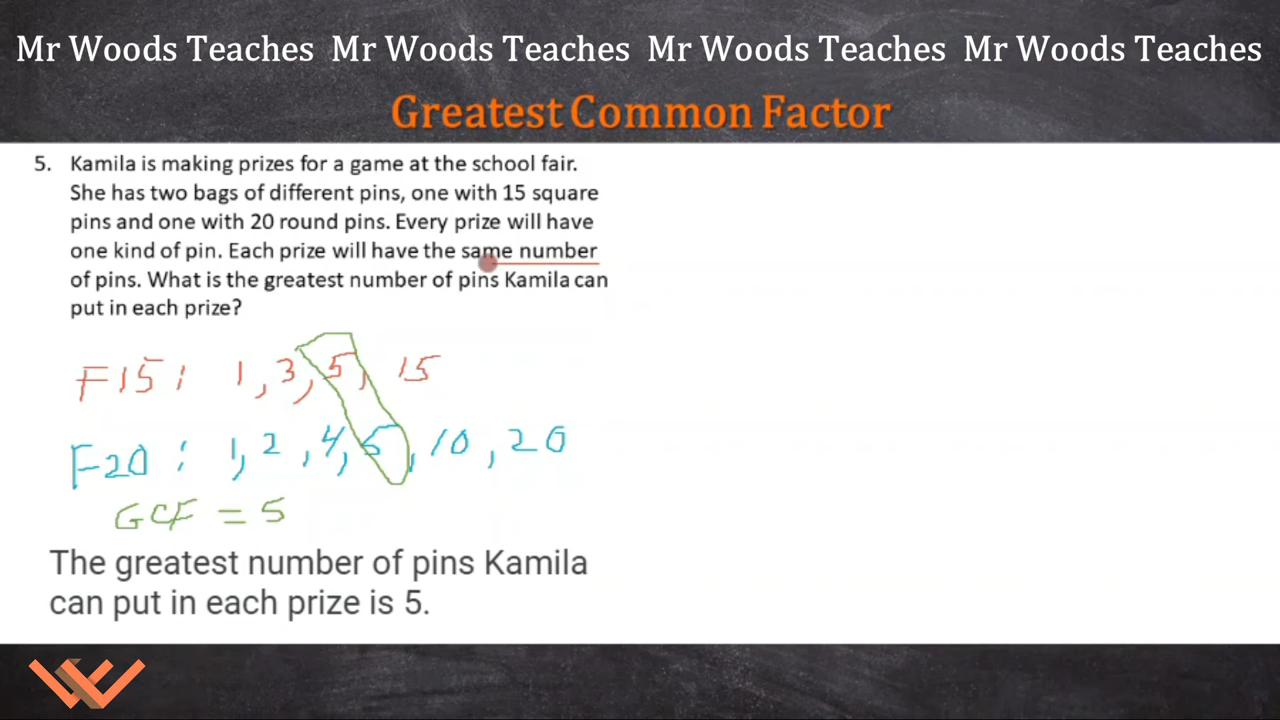 Mr Woods Teaches Mr Woods Teaches Mr Woods Teaches Mr Woods Teaches
Greatest Common Factor
5. Kamila is making prizes for a game at the school fair.
She has two bags of different pins, one with 15 square
pins and one with 20 round pins. Every prize will have
one kind of pin. Each prize will have the same number
of pins. What is the greatest number of pins Kamila can
put in each prize?
F15: 1, 3, 5, 15
F20: 1, 2, 4, 5, 10, 20
GCF = 5
The greatest number of pins Kamila
can put in each prize is 5.